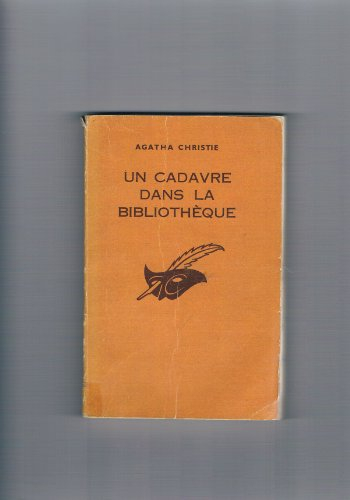 AGATHA CHRISTIE
UN CADAVRE
DANS LA
BIBLIOTHÈQUE